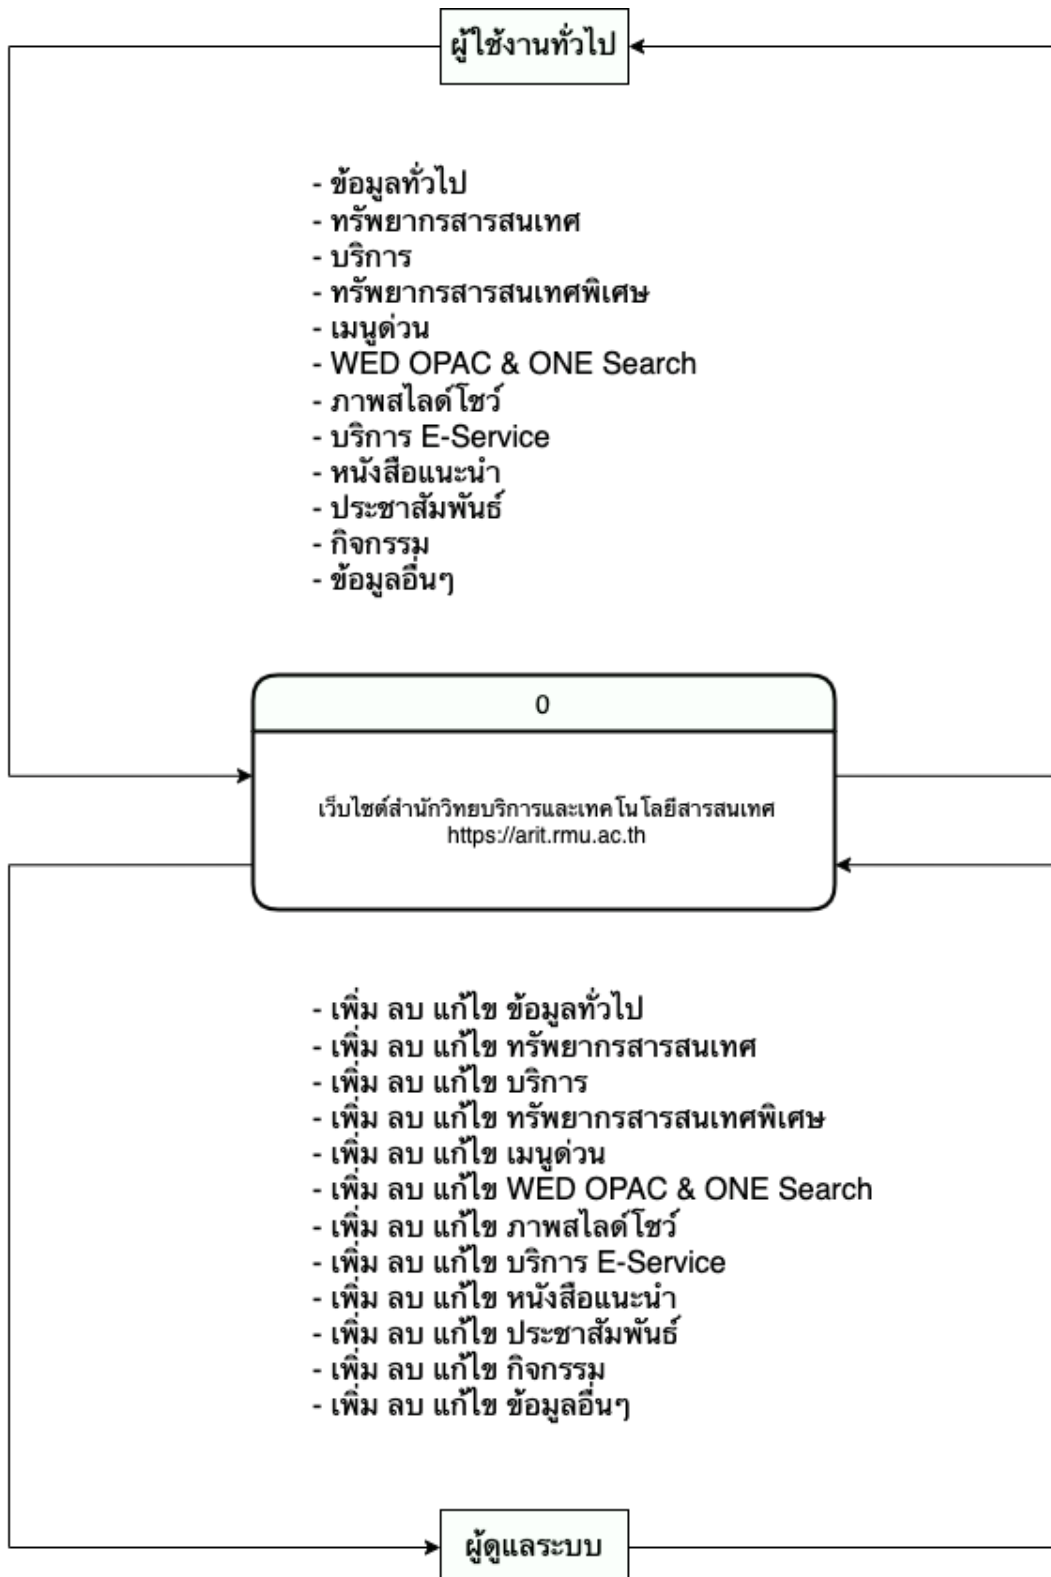 ผู้ใช้งานทั่วไป
- ข้อมูลทั่วไป
- ทรัพยากรสารสนเทศ
- บริการ
- ทรัพยากรสารสนเทศพิเศษ
- เมนูด่วน
- WED OPAC & ONE Search
- ภาพสไลด์โชว์
- บริการ E-Service
- หนังสือแนะนำ
- ประชาสัมพันธ์
- กิจกรรม
- ข้อมูลอื่นๆ
0
เว็บไซต์สำนักวิทยบริการและเทคโนโลยีสารสนเทศ
https://arit.rmu.ac.th
- เพิ่ม ลบ แก้ไข ข้อมูลทั่วไป
- เพิ่ม ลบ แก้ไข ทรัพยากรสารสนเทศ
- เพิ่ม ลบ แก้ไข บริการ
- เพิ่ม ลบ แก้ไข ทรัพยากรสารสนเทศพิเศษ
- เพิ่ม ลบ แก้ไข เมนูด่วน
- เพิ่ม ลบ แก้ไข WED OPAC & ONE Search
- เพิ่ม ลบ แก้ไข ภาพสไลด์โชว์
- เพิ่ม ลบ แก้ไข บริการ E-Service
- เพิ่ม ลบ แก้ไข หนังสือแนะนำ
- เพิ่ม ลบ แก้ไข ประชาสัมพันธ์
- เพิ่ม ลบ แก้ไข กิจกรรม
- เพิ่ม ลบ แก้ไข ข้อมูลอื่นๆ
ผู้ดูแลระบบ